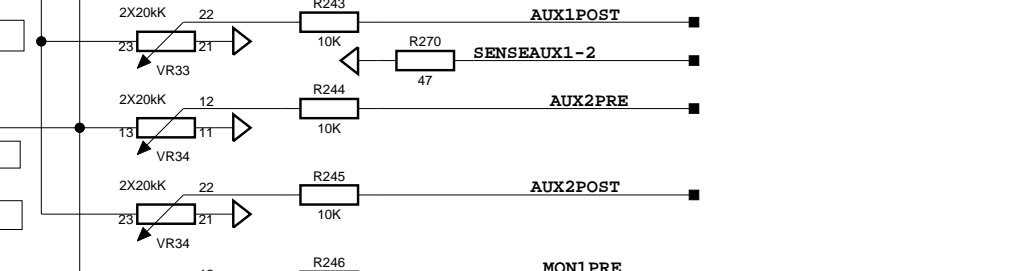 R243
2X20kK 22 AUX1POST
23 21 10K R270 SENSEAUX1-2
VR33 47
2X20kK 12 R244 AUX2PRE
13 11 10K
VR34
2X20kK 22 R245 AUX2POST
23 21 10K
VR34
R246 MON1PRE